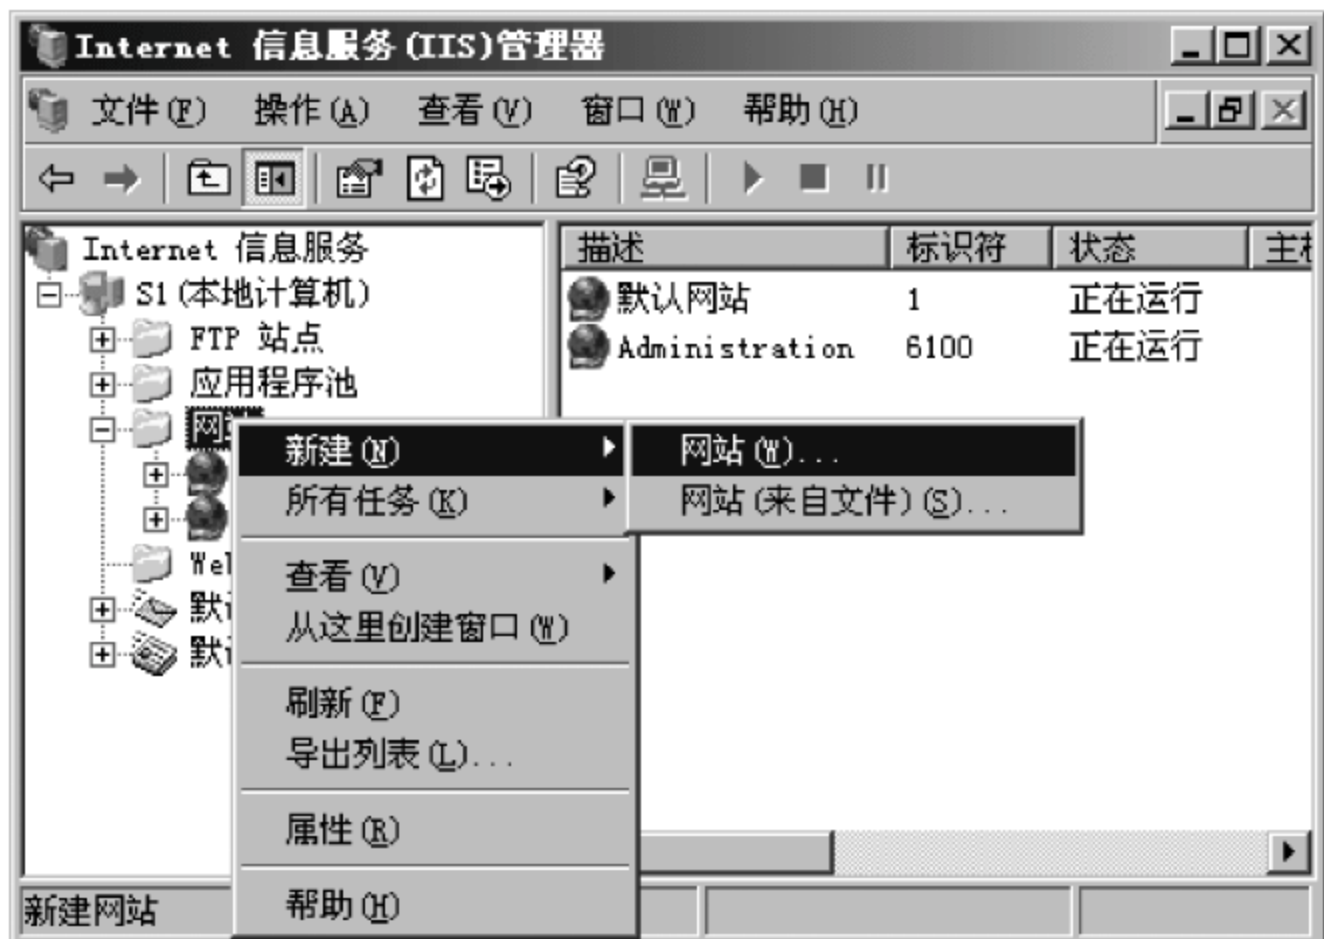 Internet 信息服务(IIS)管理器
文件(F) 操作(A) 查看(V) 窗口(W) 帮助(H)
Internet 信息服务
S1(本地计算机)
FTP 站点
应用程序池
网
Wel
默
默
描述 标识符 状态 主
默认网站 1 正在运行
Administration 6100 正在运行
新建(N)
所有任务(K)
查看(V)
从这里创建窗口(W)
刷新(F)
导出列表(L)...
属性(R)
帮助(H)
网站(W)...
网站(来自文件)(S)...
新建网站